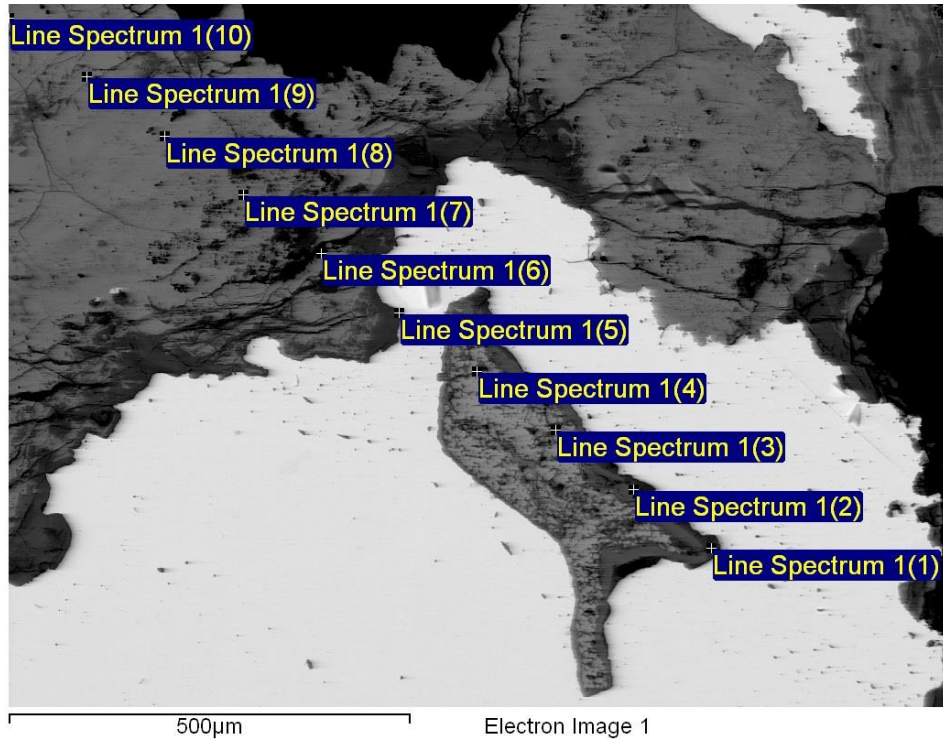 Line Spectrum 1(10)
Line Spectrum 1(9)
Line Spectrum 1(8)
Line Spectrum 1(7)
Line Spectrum 1(6)
Line Spectrum 1(5)
Line Spectrum 1(4)
Line Spectrum 1(3)
Line Spectrum 1(2)
Line Spectrum 1(1)
500µm
Electron Image 1